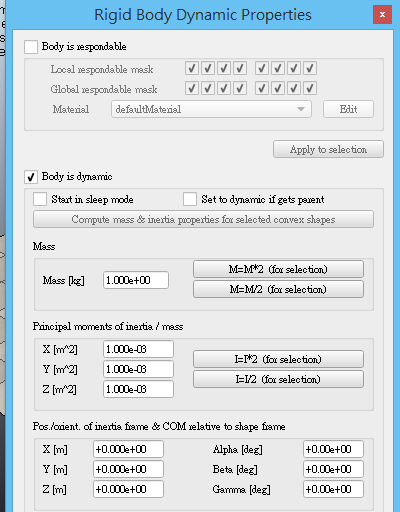 Rigid Body Dynamic Properties
x
Body is respondable
Local respondable mask
Global respondable mask
Material defaultMaterial Edit
Apply to selection
Body is dynamic
Start in sleep mode Set to dynamic if gets parent
Compute mass & inertia properties for selected convex shapes
Mass
Mass [kg] 1.000e+00
M=M*2 (for selection)
M=M/2 (for selection)
Principal moments of inertia / mass
X [m^2] 1.000e-03
Y [m^2] 1.000e-03
Z [m^2] 1.000e-03
I=I*2 (for selection)
I=I/2 (for selection)
Pos./orient. of inertia frame & COM relative to shape frame
X [m] +0.000e+00 Alpha [deg] +0.00e+00
Y [m] +0.000e+00 Beta [deg] +0.00e+00
Z [m] +0.000e+00 Gamma [deg] +0.00e+00